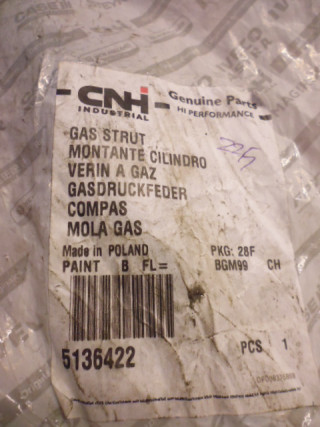 CNH
INDUSTRIAL
Genuine Parts
HI PERFORMANCE
GAS STRUT
MONTANTE CILINDRO
VERIN A GAZ
GASDRUCKFEDER
COMPAS
MOLA GAS
Made in POLAND PKG: 28F
PAINT B FL= BGM99 CH
5136422 PCS 1